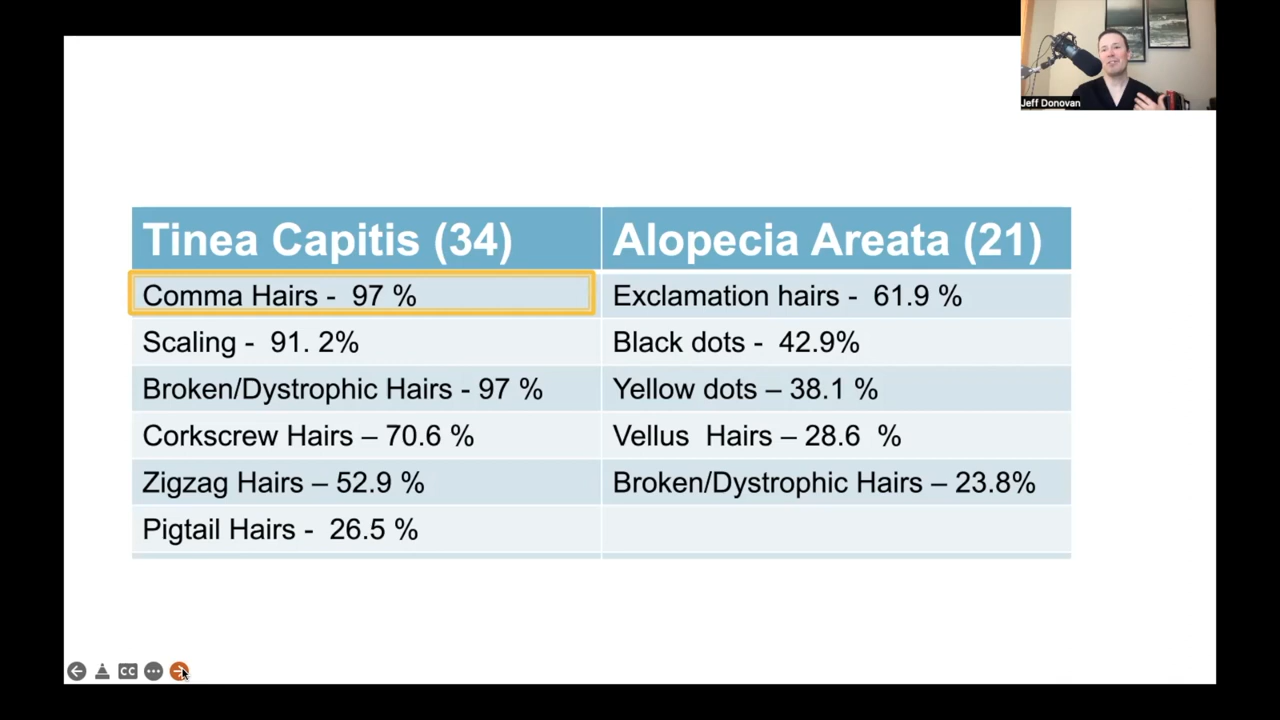 Jeff Donovan
Tinea Capitis (34) Alopecia Areata (21)
Comma Hairs - 97 % Exclamation hairs - 61.9 %
Scaling - 91. 2% Black dots - 42.9%
Broken/Dystrophic Hairs - 97 % Yellow dots – 38.1 %
Corkscrew Hairs – 70.6 % Vellus Hairs – 28.6 %
Zigzag Hairs – 52.9 % Broken/Dystrophic Hairs – 23.8%
Pigtail Hairs - 26.5 %
CC